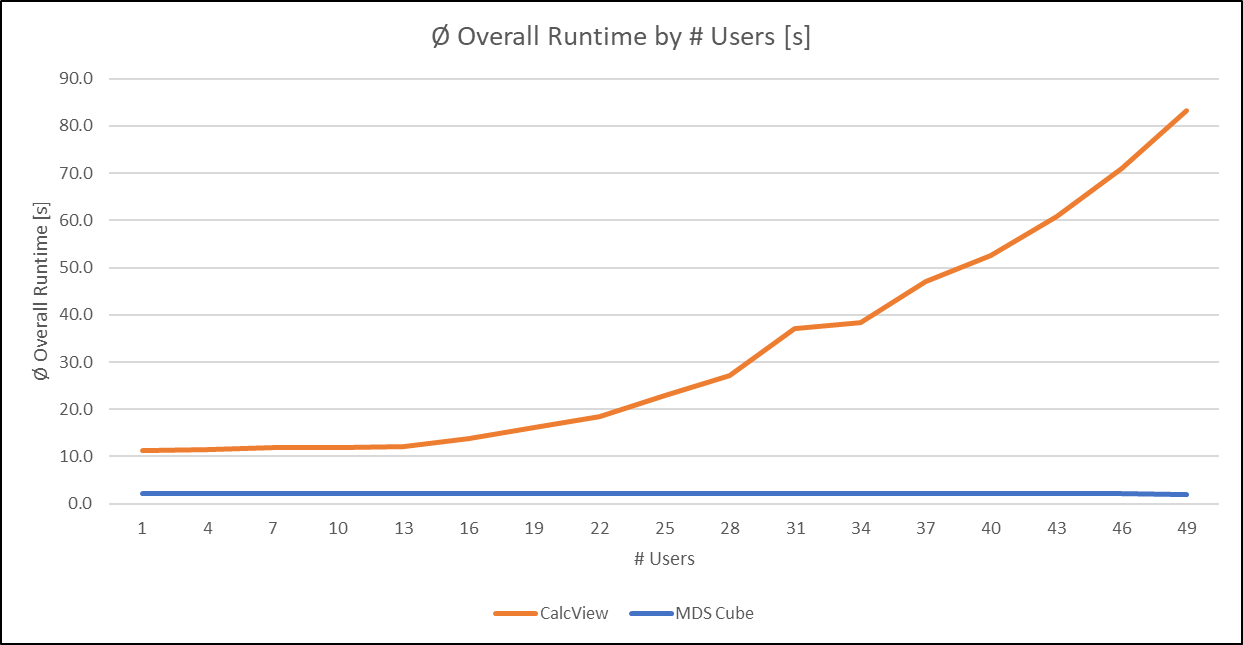 Ø Overall Runtime by # Users [s]
90.0
80.0
70.0
60.0
50.0
40.0
30.0
20.0
10.0
0.0
Ø Overall Runtime [s]
1 4 7 10 13 16 19 22 25 28 31 34 37 40 43 46 49
# Users
CalcView MDS Cube